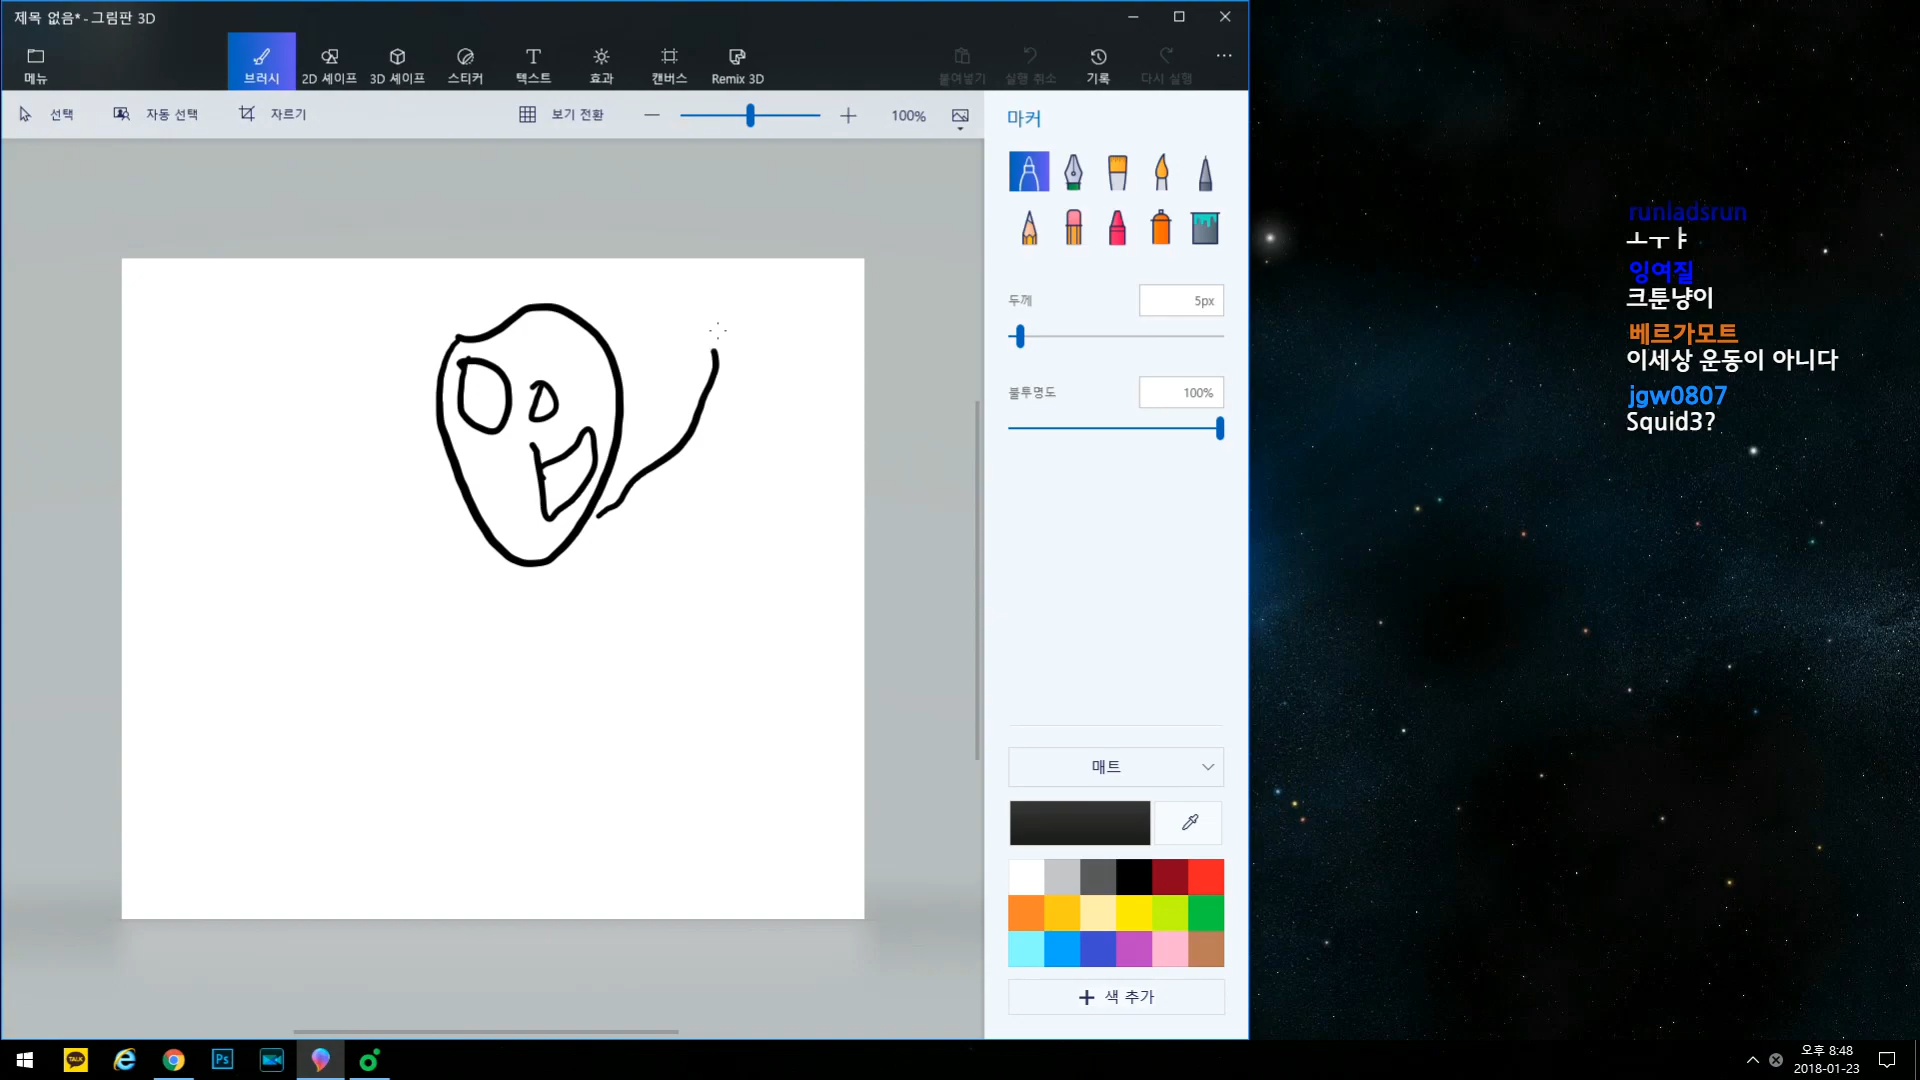 제목 없음* - 그림판 3D
메뉴
브러시
2D 셰이프
3D 셰이프
스티커
텍스트
효과
캔버스
Remix 3D
붙여넣기
실행 취소
기록
다시 실행
선택
자동 선택
자르기
보기 전환
100%
마커
두께
5px
불투명도
100%
매트
색 추가
runladsrun
ㅗㅜㅑ
잉여질
크툰냥이
베르가모트
이세상 운동이 아니다
jgw0807
Squid3?
TALK
Ps
오후 8:48
2018-01-23